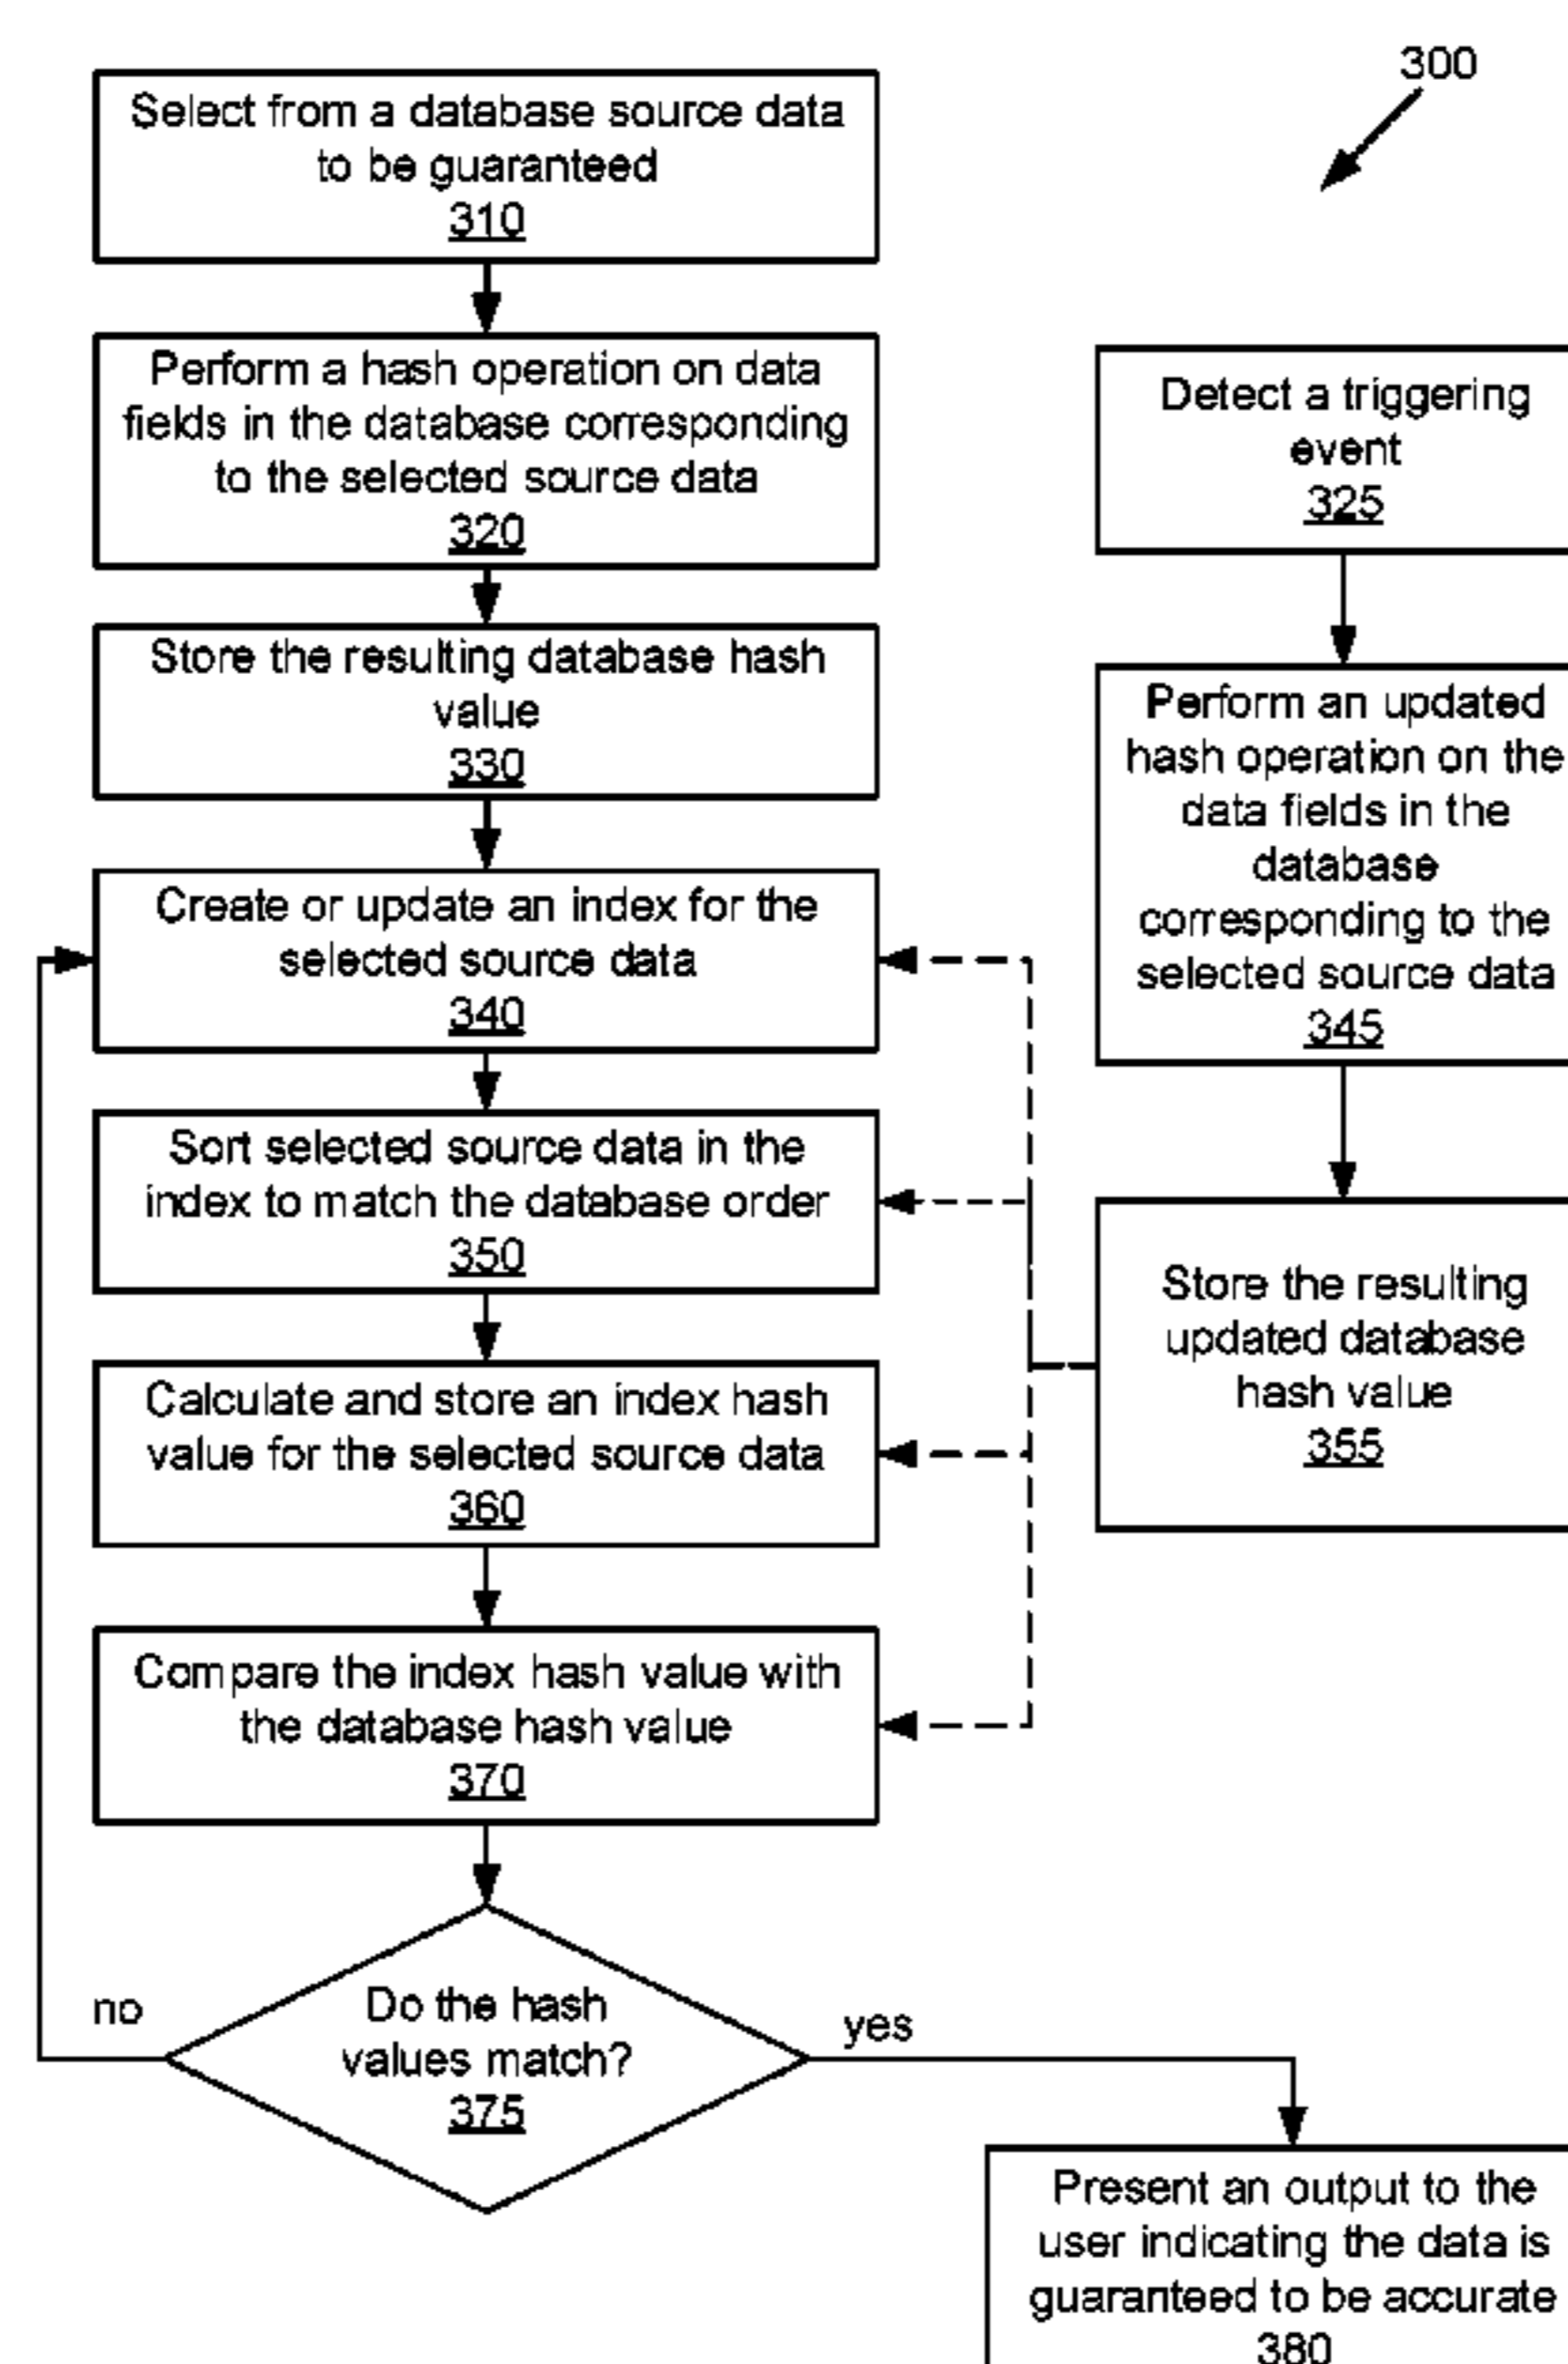 300
Select from a database source data
to be guaranteed
310
Perform a hash operation on data
fields in the database corresponding
to the selected source data
320
Store the resulting database hash
value
330
Create or update an index for the
selected source data
340
Sort selected source data in the
index to match the database order
350
Calculate and store an index hash
value for the selected source data
360
Compare the index hash value with
the database hash value
370
Do the hash
values match?
375
no
yes
Detect a triggering
event
325
Perform an updated
hash operation on the
data fields in the
database
corresponding to the
selected source data
345
Store the resulting
updated database
hash value
355
Present an output to the
user indicating the data is
guaranteed to be accurate
380